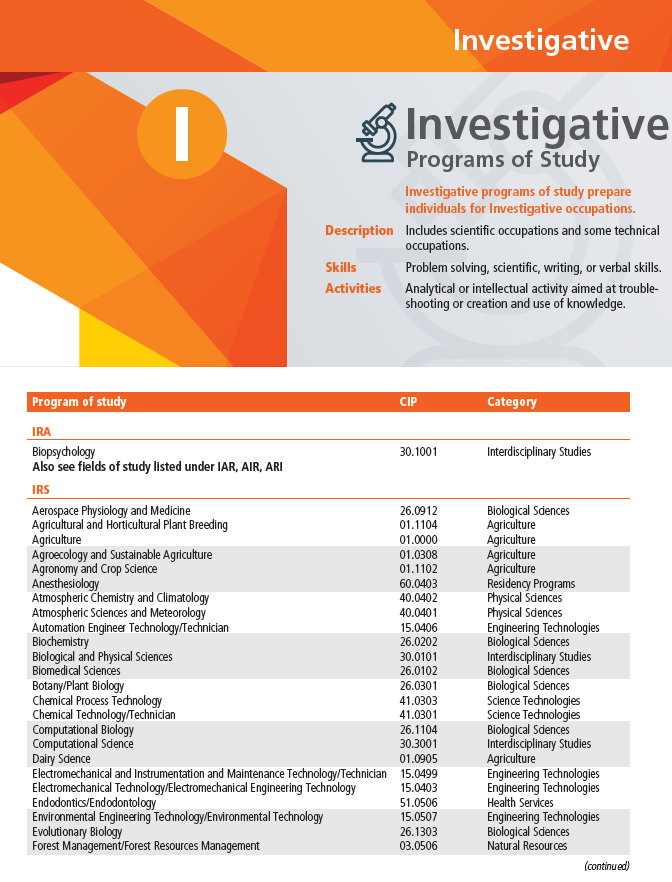 Investigative
I
Investigative
Programs of Study
Investigative programs of study prepare
individuals for Investigative occupations.
Description Includes scientific occupations and some technical
occupations.
Skills Problem solving, scientific, writing, or verbal skills.
Activities Analytical or intellectual activity aimed at trouble-
shooting or creation and use of knowledge.
Program of study CIP Category
IRA
Biopsychology 30.1001 Interdisciplinary Studies
Also see fields of study listed under IAR, AIR, ARI
IRS
Aerospace Physiology and Medicine 26.0912 Biological Sciences
Agricultural and Horticultural Plant Breeding 01.1104 Agriculture
Agriculture 01.0000 Agriculture
Agroecology and Sustainable Agriculture 01.0308 Agriculture
Agronomy and Crop Science 01.1102 Agriculture
Anesthesiology 60.0403 Residency Programs
Atmospheric Chemistry and Climatology 40.0402 Physical Sciences
Atmospheric Sciences and Meteorology 40.0401 Physical Sciences
Automation Engineer Technology/Technician 15.0406 Engineering Technologies
Biochemistry 26.0202 Biological Sciences
Biological and Physical Sciences 30.0101 Interdisciplinary Studies
Biomedical Sciences 26.0102 Biological Sciences
Botany/Plant Biology 26.0301 Biological Sciences
Chemical Process Technology 41.0303 Science Technologies
Chemical Technology/Technician 41.0301 Science Technologies
Computational Biology 26.1104 Biological Sciences
Computational Science 30.3001 Interdisciplinary Studies
Dairy Science 01.0905 Agriculture
Electromechanical and Instrumentation and Maintenance Technology/Technician 15.0499 Engineering Technologies
Electromechanical Technology/Electromechanical Engineering Technology 15.0403 Engineering Technologies
Endodontics/Endodontology 51.0506 Health Services
Environmental Engineering Technology/Environmental Technology 15.0507 Engineering Technologies
Evolutionary Biology 26.1303 Biological Sciences
Forest Management/Forest Resources Management 03.0506 Natural Resources
(continued)